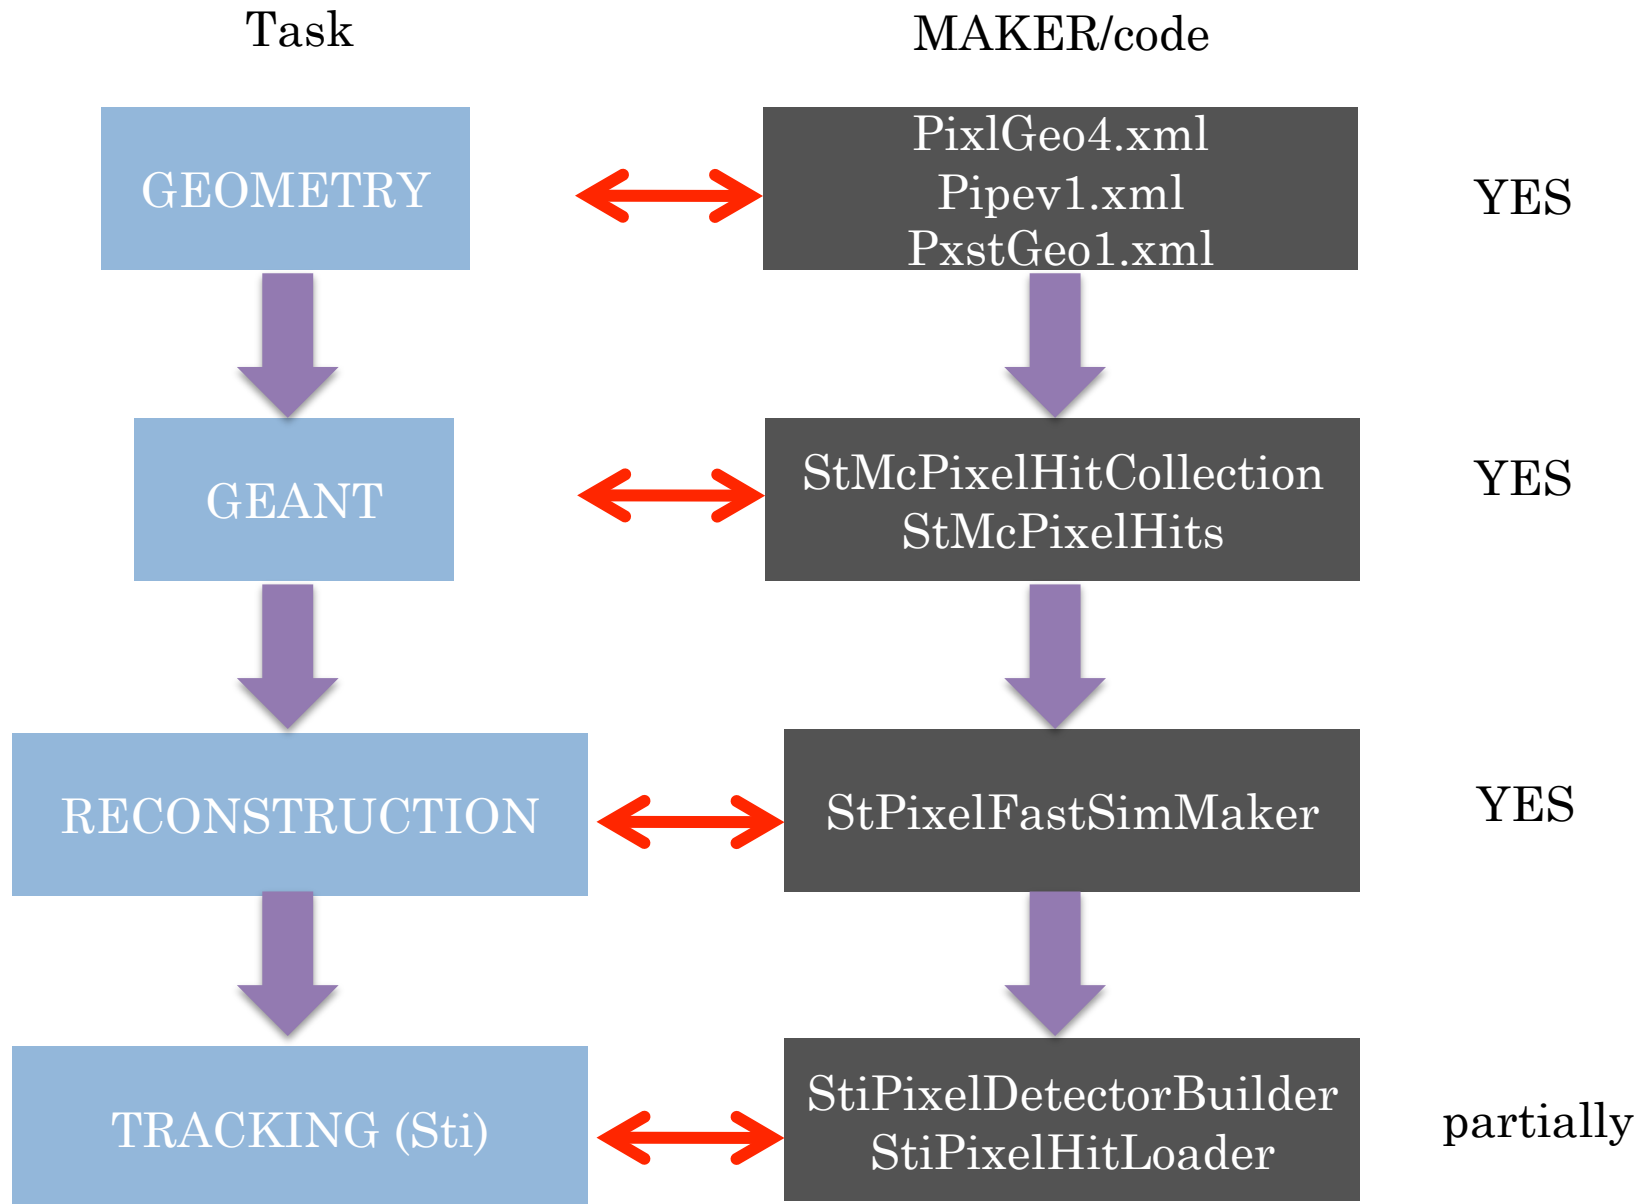 Task
MAKER/code
GEOMETRY
PixlGeo4.xml
Pipev1.xml
PxstGeo1.xml
YES
GEANT
StMcPixelHitCollection
StMcPixelHits
YES
RECONSTRUCTION
StPixelFastSimMaker
YES
TRACKING (Sti)
StiPixelDetectorBuilder
StiPixelHitLoader
partially